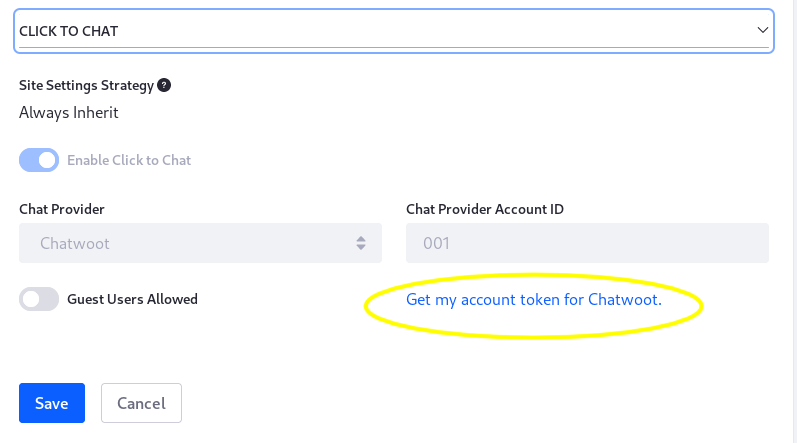 CLICK TO CHAT
Site Settings Strategy ?
Always Inherit
Enable Click to Chat
Chat Provider
Chat Provider Account ID
Chatwoot
001
Guest Users Allowed
Get my account token for Chatwoot.
Save
Cancel